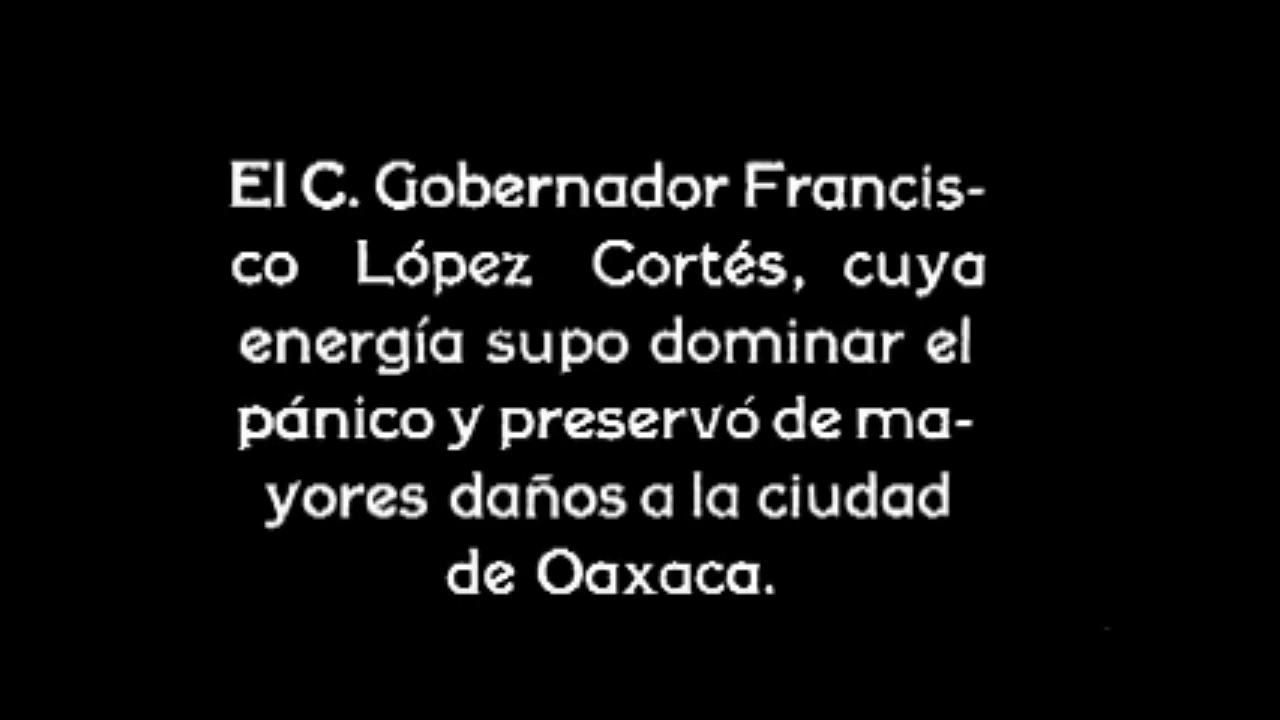 El C. Gobernador Francis-
co López Cortés, cuya
energía supo dominar el
pánico y preservó de ma-
yores daños a la ciudad
de Oaxaca.